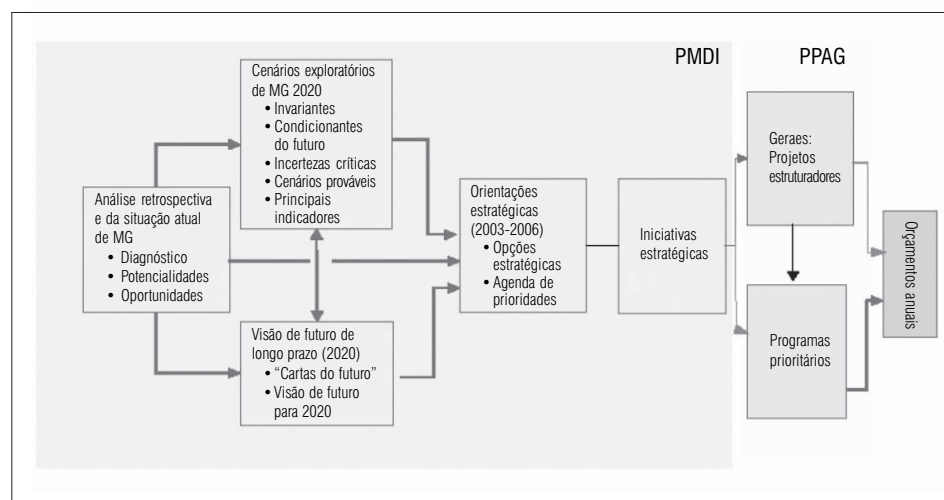 PMDI
PPAG
Análise retrospectiva
e da situação atual
de MG
• Diagnóstico
• Potencialidades
• Oportunidades
Cenários exploratórios
de MG 2020
• Invariantes
• Condicionantes
do futuro
• Incertezas críticas
• Cenários prováveis
• Principais
indicadores
Visão de futuro de
longo prazo (2020)
• “Cartas do futuro”
• Visão de futuro
para 2020
Orientações
estratégicas
(2003-2006)
• Opções
estratégicas
• Agenda de
prioridades
Iniciativas
estratégicas
Geraes:
Projetos
estruturadores
Programas
prioritários
Orçamentos anuais